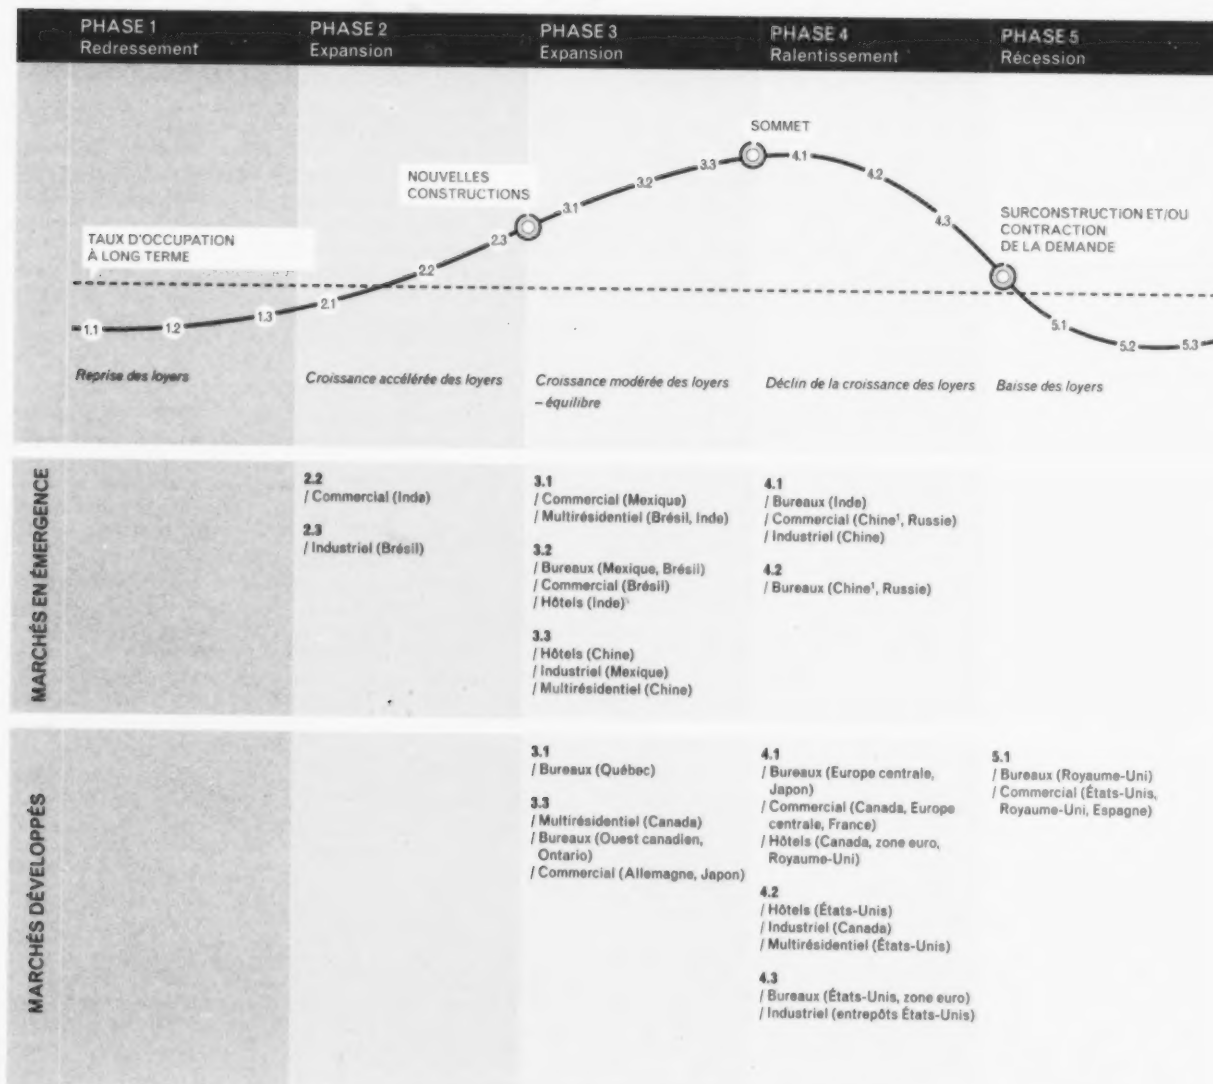 PHASE 1
Redressement
PHASE 2
Expansion
PHASE 3
Expansion
PHASE 4
Ralentissement
PHASE 5
Récession
SOMMET
NOUVELLES
CONSTRUCTIONS
SURCONSTRUCTION ET/OU
CONTRACTION
DE LA DEMANDE
TAUX D'OCCUPATION
À LONG TERME
1.1
1.2
1.3
2.1
2.2
2.3
3.1
3.2
3.3
4.1
4.2
4.3
5.1
5.2
5.3
Reprise des loyers
Croissance accélérée des loyers
Croissance modérée des loyers
– équilibre
Déclin de la croissance des loyers
Baisse des loyers
MARCHÉS EN ÉMERGENCE
2.2
/ Commercial (Inde)
2.3
/ Industriel (Brésil)
3.1
/ Commercial (Mexique)
/ Multirésidentiel (Brésil, Inde)
3.2
/ Bureaux (Mexique, Brésil)
/ Commercial (Brésil)
/ Hôtels (Inde)
3.3
/ Hôtels (Chine)
/ Industriel (Mexique)
/ Multirésidentiel (Chine)
4.1
/ Bureaux (Inde)
/ Commercial (Chine¹, Russie)
/ Industriel (Chine)
4.2
/ Bureaux (Chine¹, Russie)
MARCHÉS DÉVELOPPÉS
3.1
/ Bureaux (Québec)
3.3
/ Multirésidentiel (Canada)
/ Bureaux (Ouest canadien,
Ontario)
/ Commercial (Allemagne, Japon)
4.1
/ Bureaux (Europe centrale,
Japon)
/ Commercial (Canada, Europe
centrale, France)
/ Hôtels (Canada, zone euro,
Royaume-Uni)
4.2
/ Hôtels (États-Unis)
/ Industriel (Canada)
/ Multirésidentiel (États-Unis)
4.3
/ Bureaux (États-Unis, zone euro)
/ Industriel (entrepôts États-Unis)
5.1
/ Bureaux (Royaume-Uni)
/ Commercial (États-Unis,
Royaume-Uni, Espagne)